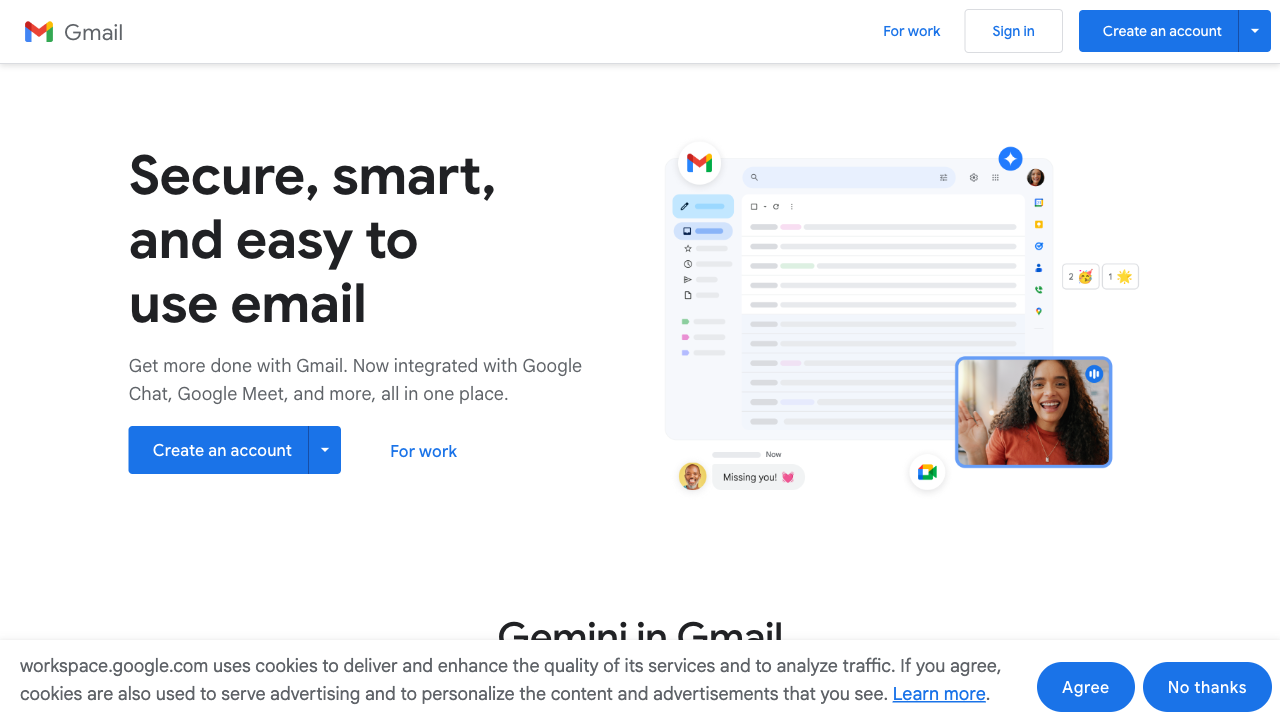 Gmail
For work
Sign in
Create an account
Secure, smart,
and easy to
use email
Get more done with Gmail. Now integrated with Google
Chat, Google Meet, and more, all in one place.
Create an account
For work
2
1
Now
Missing you!
Gemini in Gmail
workspace.google.com uses cookies to deliver and enhance the quality of its services and to analyze traffic. If you agree,
cookies are also used to serve advertising and to personalize the content and advertisements that you see. Learn more.
Agree
No thanks